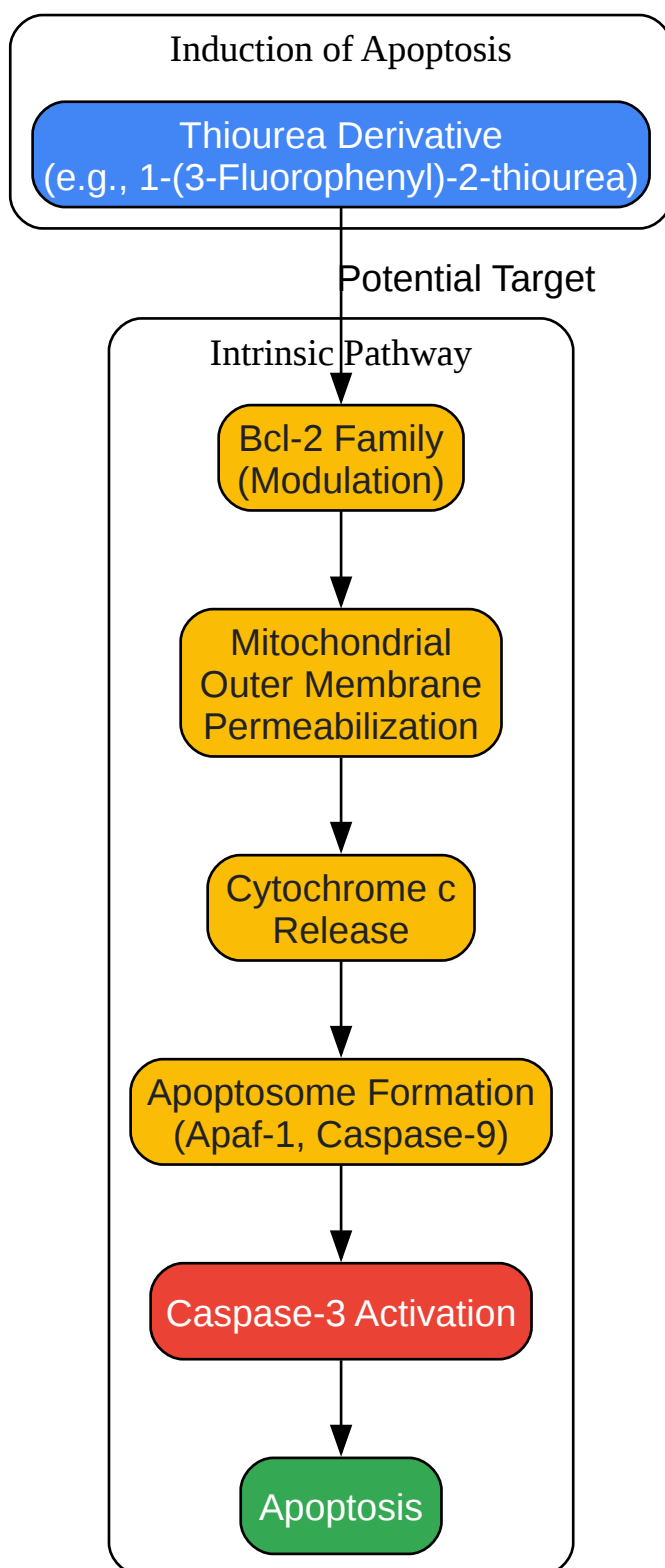 Induction of Apoptosis
Thiourea Derivative
(e.g., 1-(3-Fluorophenyl)-2-thiourea)
Potential Target
Intrinsic Pathway
Bcl-2 Family
(Modulation)
Mitochondrial
Outer Membrane
Permeabilization
Cytochrome c
Release
Apoptosome Formation
(Apaf-1, Caspase-9)
Caspase-3 Activation
Apoptosis